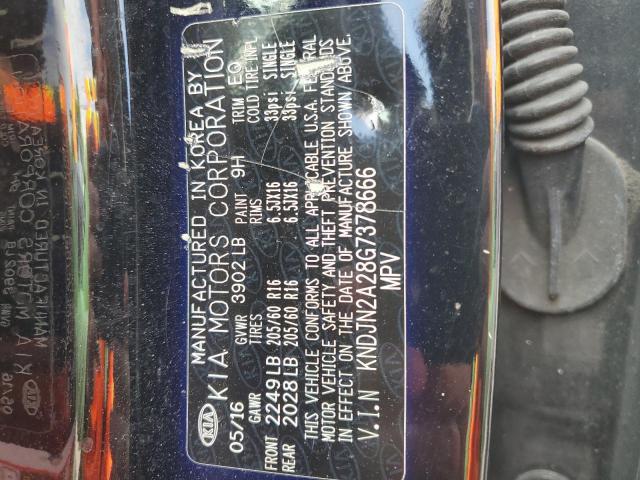 KIA MANUFACTURED IN KOREA BY
KIA MOTORS CORPORATION
05/16 GVWR 3902LB PAINT 9H TRIM EQ
GAWR TIRES RIMS COLD TIRE INFL
FRONT 2249LB 205/60 R16 6.5JX16 33psi SINGLE
REAR 2028LB 205/60 R16 6.5JX16 33psi SINGLE
THIS VEHICLE CONFORMS TO ALL APPLICABLE U.S.A. FEDERAL
MOTOR VEHICLE SAFETY AND THEFT PREVENTION STANDARDS
IN EFFECT ON THE DATE OF MANUFACTURE SHOWN ABOVE.
V.I.N KNDJN2A28G7378666
MPV